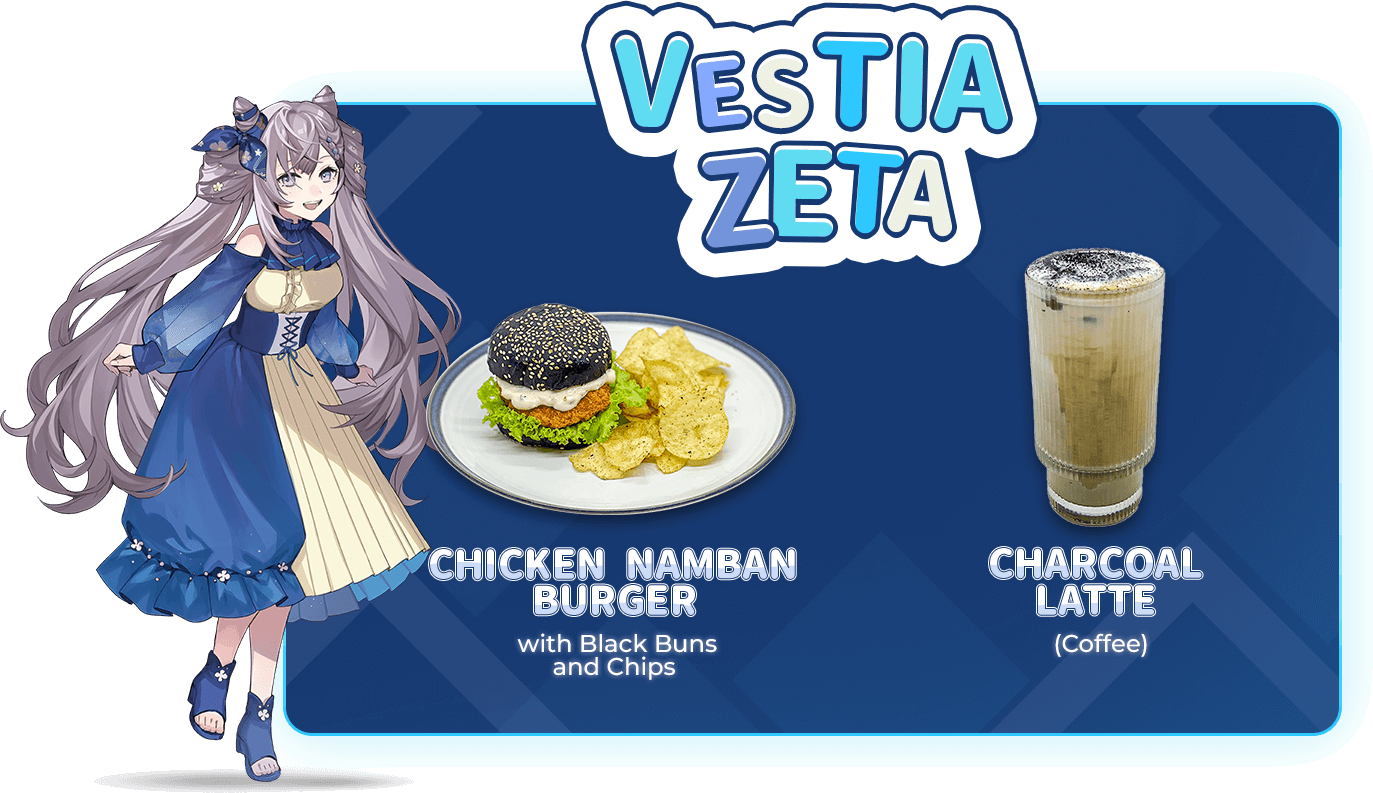 VESTIA
ZETA
CHICKEN NAMBAN
BURGER
with Black Buns
and Chips
CHARCOAL
LATTE
(Coffee)